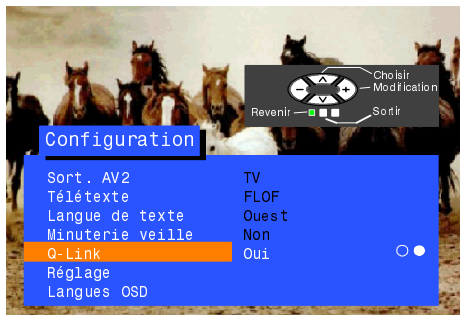 Choisir
Modification
Revenir
Sortir
Configuration
Sort. AV2 TV
Télétexte FLOF
Langue de texte Ouest
Minuterie veille Non
Q-Link Oui
Réglage
Langues OSD